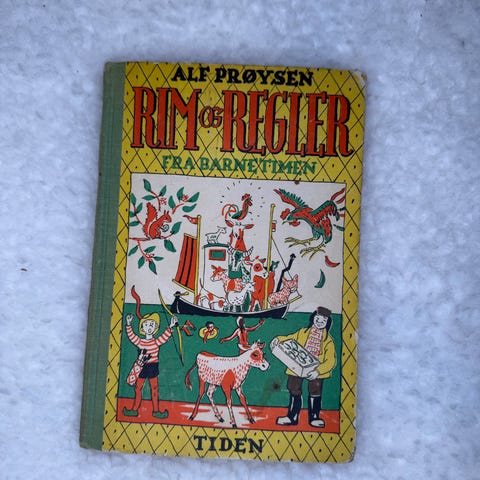 ALF PRØYSEN
RIM OG REGLER
FRA BARNETIMEN
TIDEN